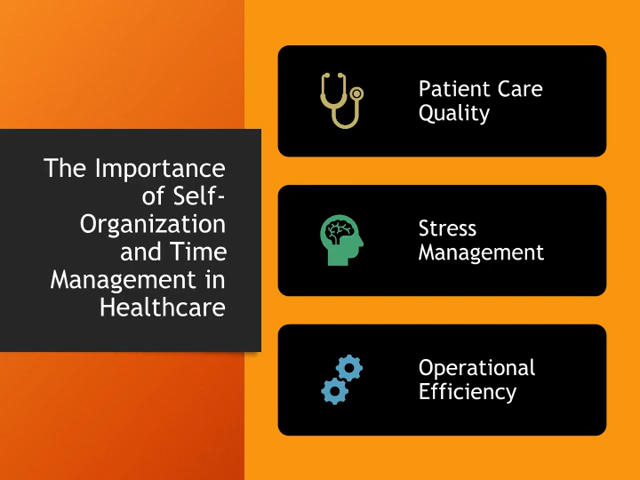 The Importance
of Self-
Organization
and Time
Management in
Healthcare
Patient Care
Quality
Stress
Management
Operational
Efficiency